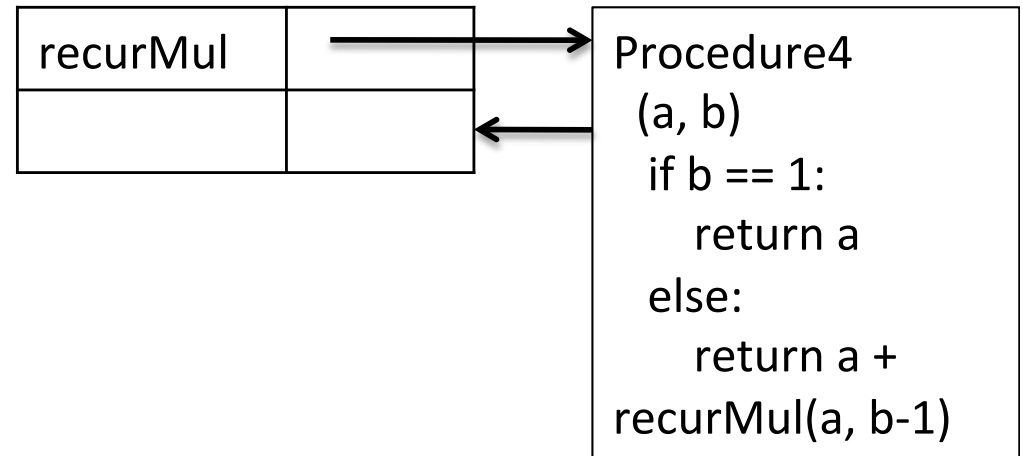 recurMul
Procedure4
(a, b)
if b == 1:
return a
else:
return a +
recurMul(a, b-1)